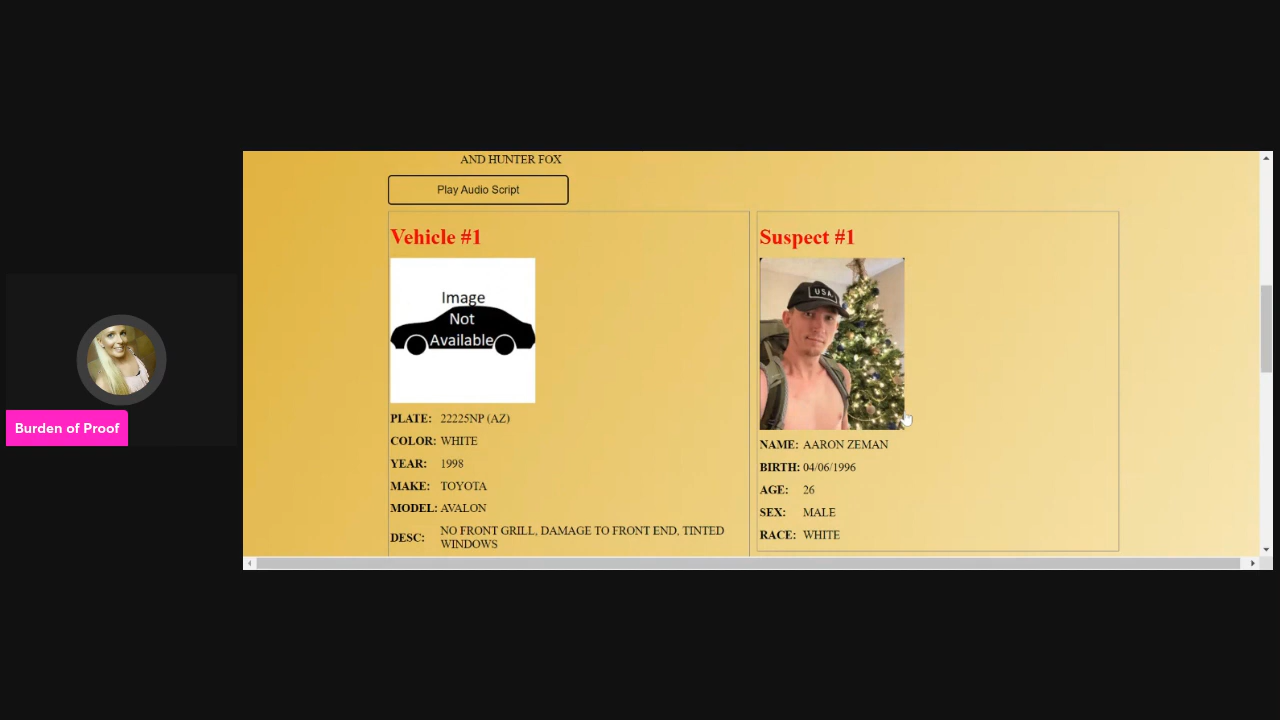 AND HUNTER FOX
Play Audio Script
Vehicle #1
Image
Not
Available
PLATE: 22225NP (AZ)
COLOR: WHITE
YEAR: 1998
MAKE: TOYOTA
MODEL: AVALON
DESC: NO FRONT GRILL, DAMAGE TO FRONT END, TINTED
WINDOWS
Suspect #1
USA
NAME: AARON ZEMAN
BIRTH: 04/06/1996
AGE: 26
SEX: MALE
RACE: WHITE
Burden of Proof